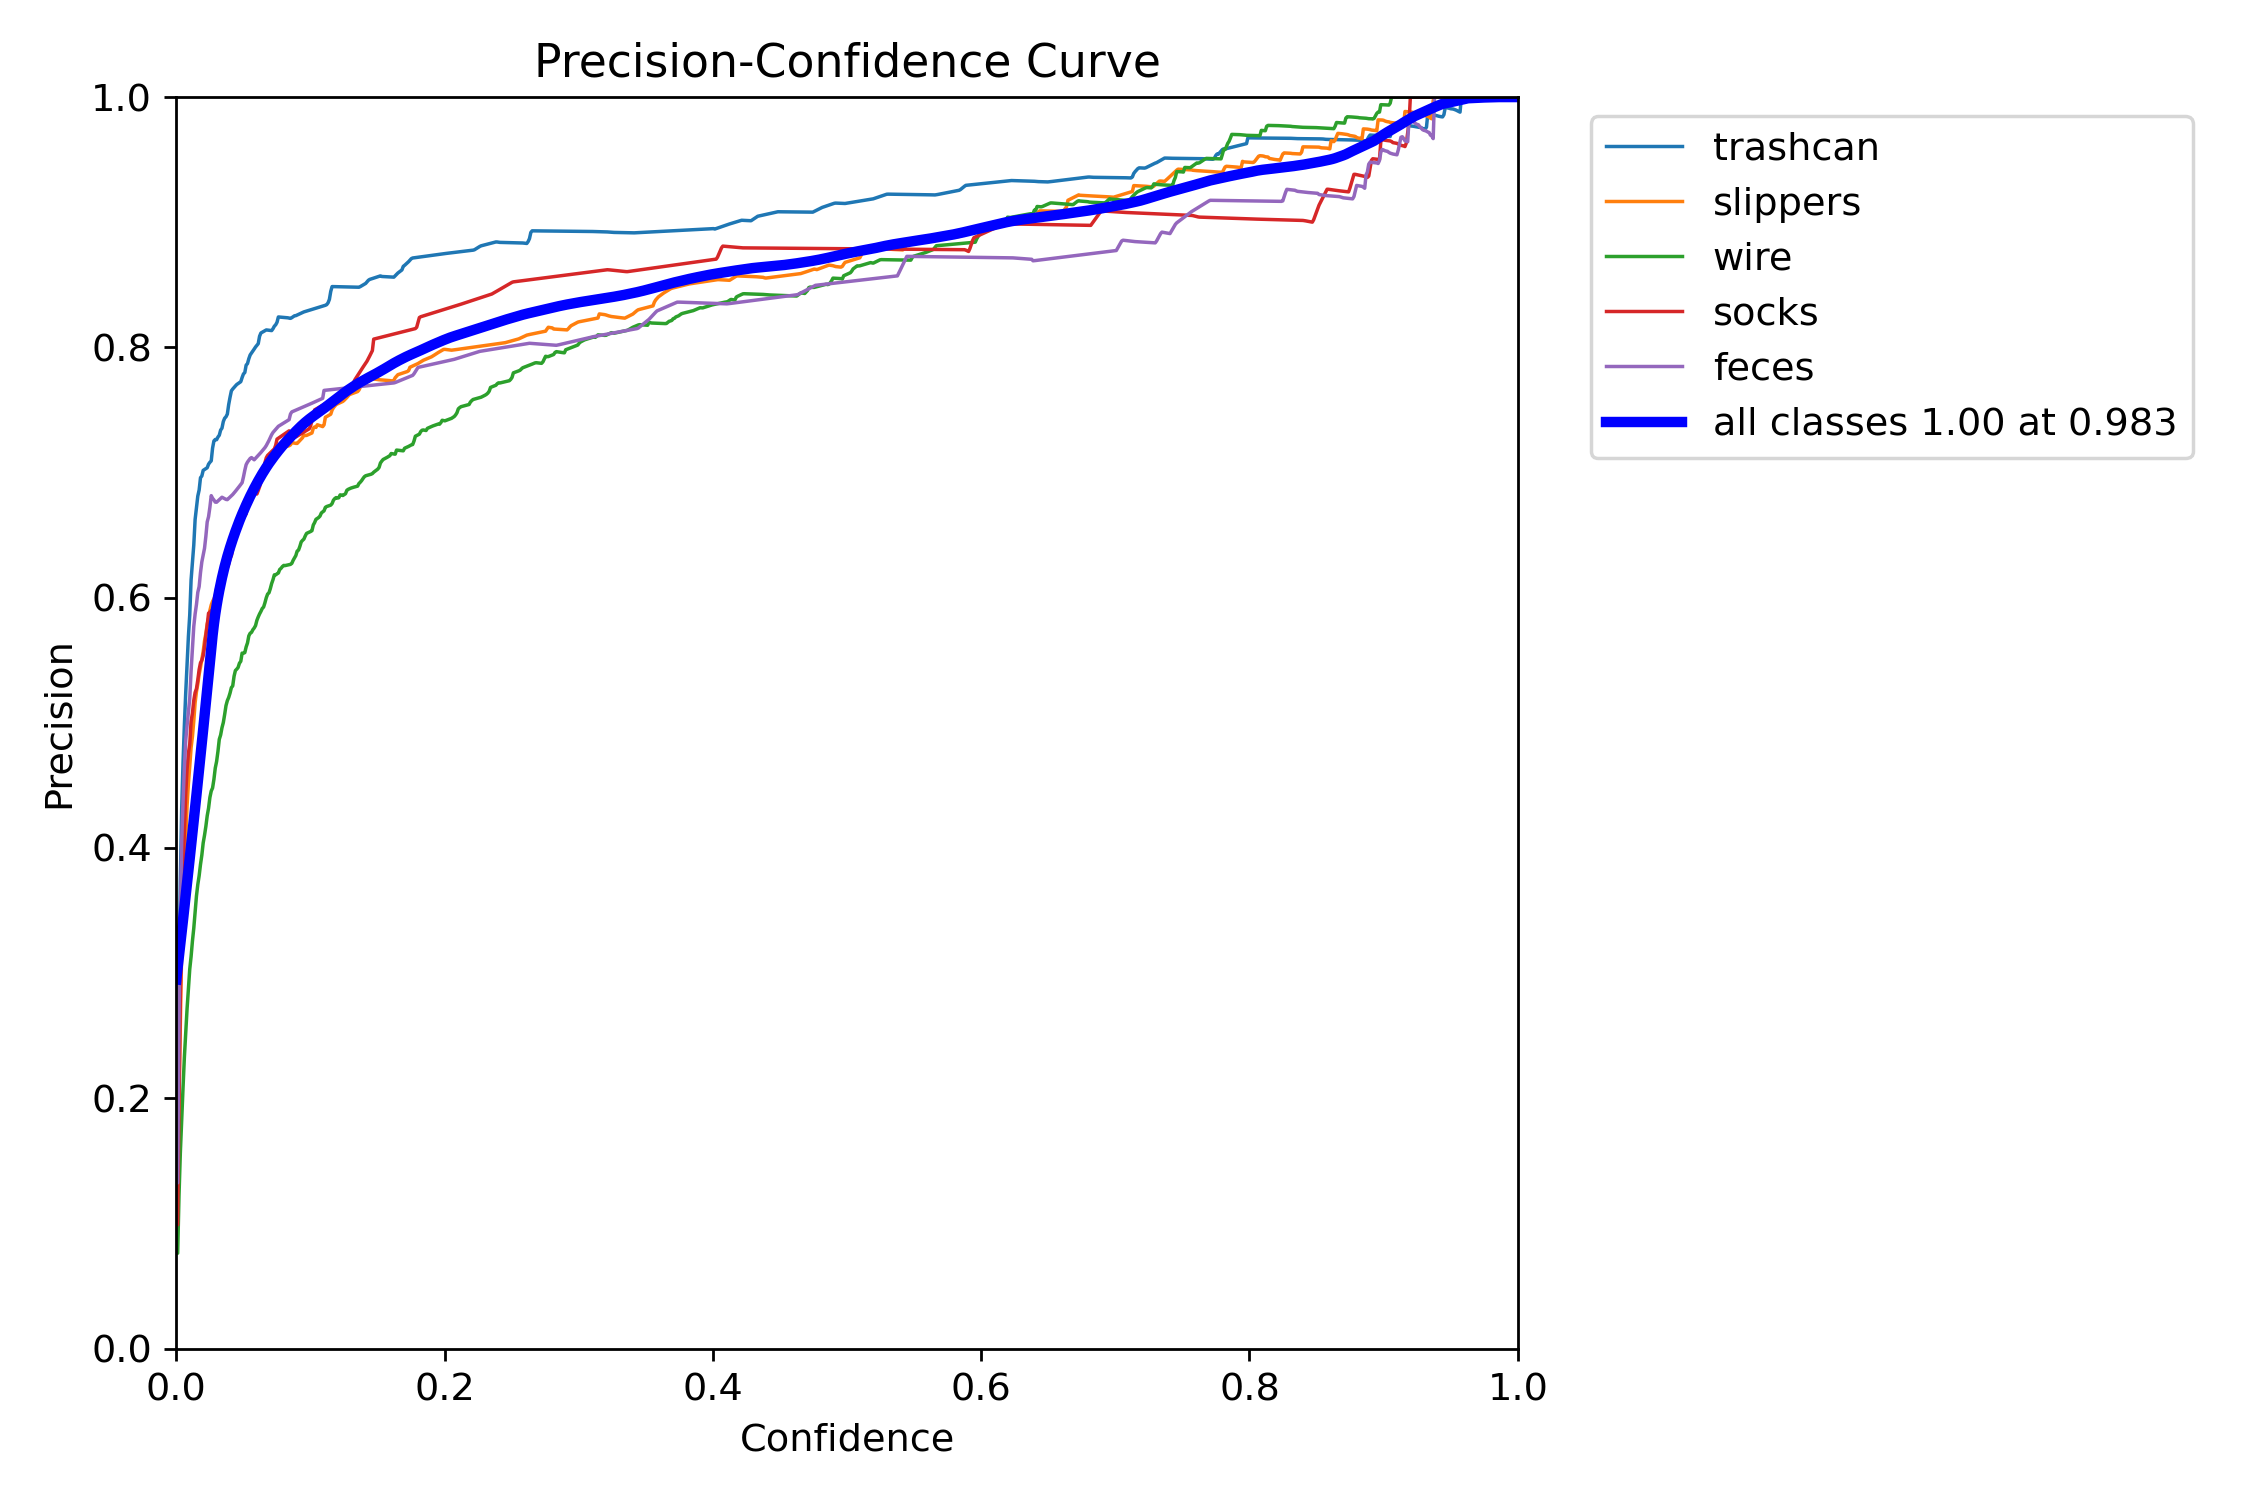 Precision-Confidence Curve
1.0
0.8
0.6
0.4
0.2
0.0
Precision
0.0 0.2 0.4 0.6 0.8 1.0
Confidence
trashcan
slippers
wire
socks
feces
all classes 1.00 at 0.983